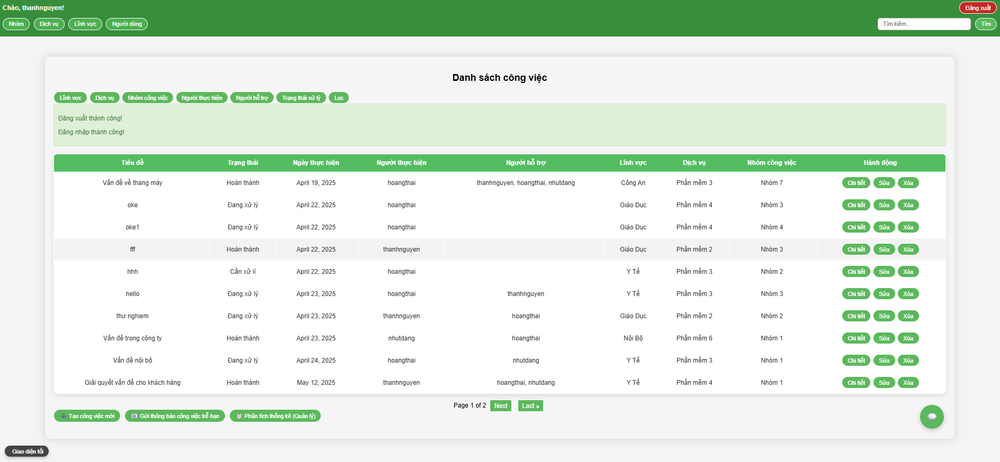 Chào, thanhnguyen!
Đăng xuất
Nhóm Dịch vụ Lĩnh vực Người dùng Tìm kiếm... Tìm
Danh sách công việc
Lĩnh vực Dịch vụ Nhóm công việc Người thực hiện Người hỗ trợ Trạng thái xử lý Lọc
Đăng xuất thành công!
Đăng nhập thành công!
Tiêu đề Trạng thái Ngày thực hiện Người thực hiện Người hỗ trợ Lĩnh vực Dịch vụ Nhóm công việc Hành động
Vấn đề về thang máy Hoàn thành April 19, 2025 hoangthai thanhnguyen, hoangthai, nhutdang Công An Phần mềm 3 Nhóm 7 Chi tiết Sửa Xóa
oke Đang xử lý April 22, 2025 hoangthai Giáo Dục Phần mềm 4 Nhóm 3 Chi tiết Sửa Xóa
oke1 Đang xử lý April 22, 2025 hoangthai Giáo Dục Phần mềm 4 Nhóm 4 Chi tiết Sửa Xóa
fff Hoàn thành April 22, 2025 thanhnguyen Giáo Dục Phần mềm 2 Nhóm 3 Chi tiết Sửa Xóa
hhh Cần xử lí April 22, 2025 hoangthai Y Tế Phần mềm 3 Nhóm 2 Chi tiết Sửa Xóa
hello Đang xử lý April 23, 2025 hoangthai thanhnguyen Y Tế Phần mềm 3 Nhóm 3 Chi tiết Sửa Xóa
thư nghiem Đang xử lý April 23, 2025 thanhnguyen hoangthai Giáo Dục Phần mềm 2 Nhóm 2 Chi tiết Sửa Xóa
Vấn đề trong công ty Hoàn thành April 23, 2025 nhutdang hoangthai Nội Bộ Phần mềm 6 Nhóm 1 Chi tiết Sửa Xóa
Vấn đề nội bộ Đang xử lý April 24, 2025 hoangthai nhutdang Y Tế Phần mềm 3 Nhóm 1 Chi tiết Sửa Xóa
Giải quyết vấn đề cho khách hàng Hoàn thành May 12, 2025 thanhnguyen hoangthai, nhutdang Y Tế Phần mềm 4 Nhóm 1 Chi tiết Sửa Xóa
Page 1 of 2 Next Last »
Tạo công việc mới Gửi thông báo công việc trễ hạn Phân tích thống kê (Quản lý)
Giao diện tối